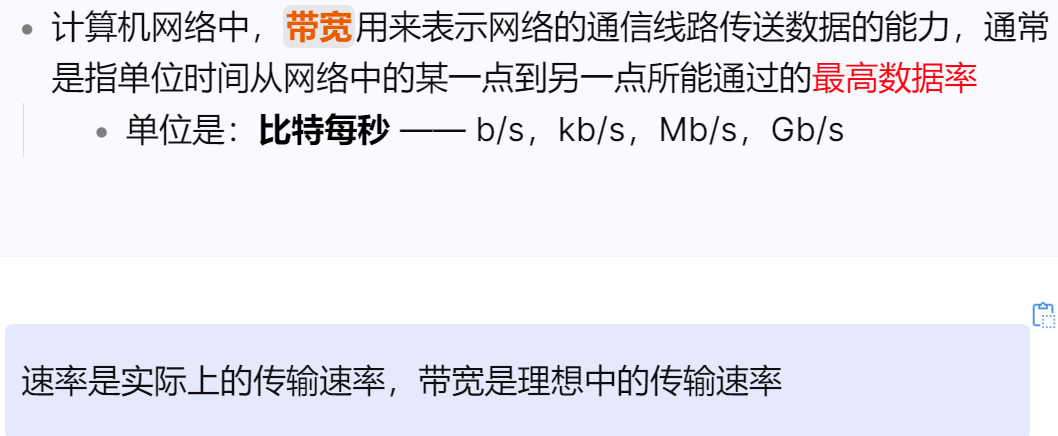 计算机网络中，带宽用来表示网络的通信线路传送数据的能力，通常
是指单位时间从网络中的某一点到另一点所能通过的最高数据率
单位是：比特每秒 —— b/s，kb/s，Mb/s，Gb/s
速率是实际上的传输速率，带宽是理想中的传输速率